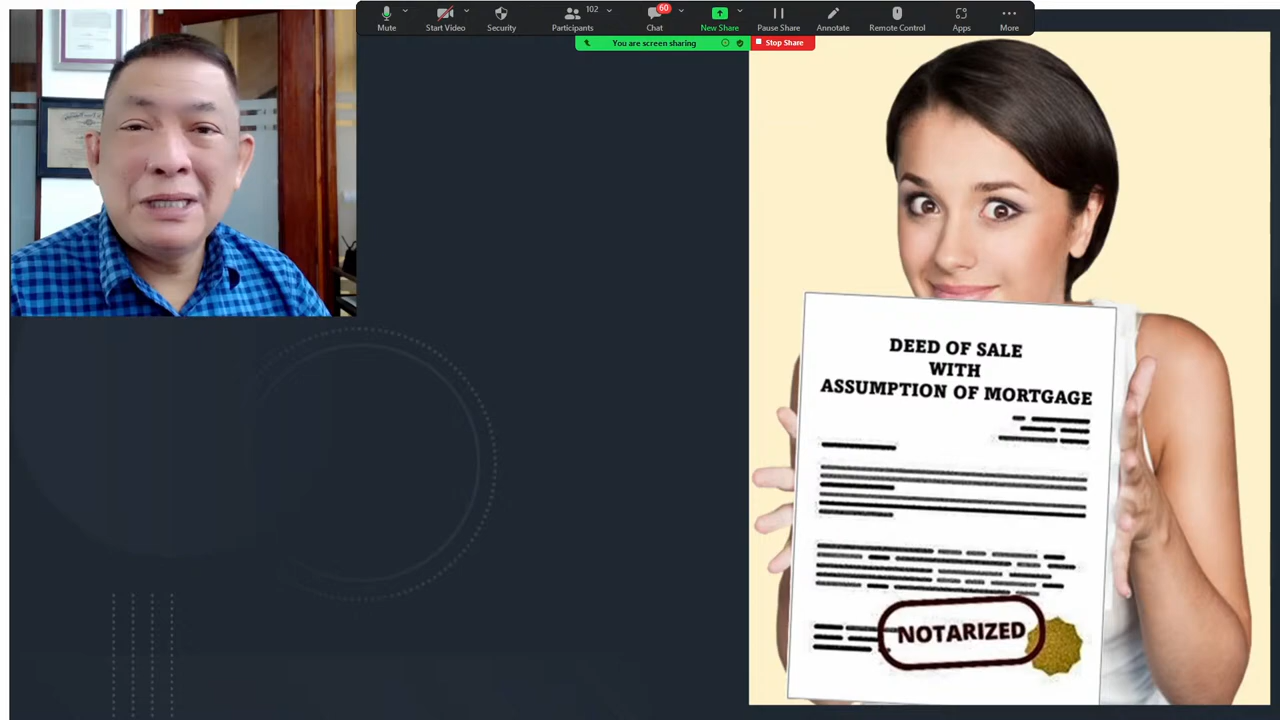 102
60
Mute
Start Video
Security
Participants
Chat
New Share
Pause Share
Annotate
Remote Control
Apps
More
You are screen sharing
Stop Share
DEED OF SALE
WITH
ASSUMPTION OF MORTGAGE
NOTARIZED